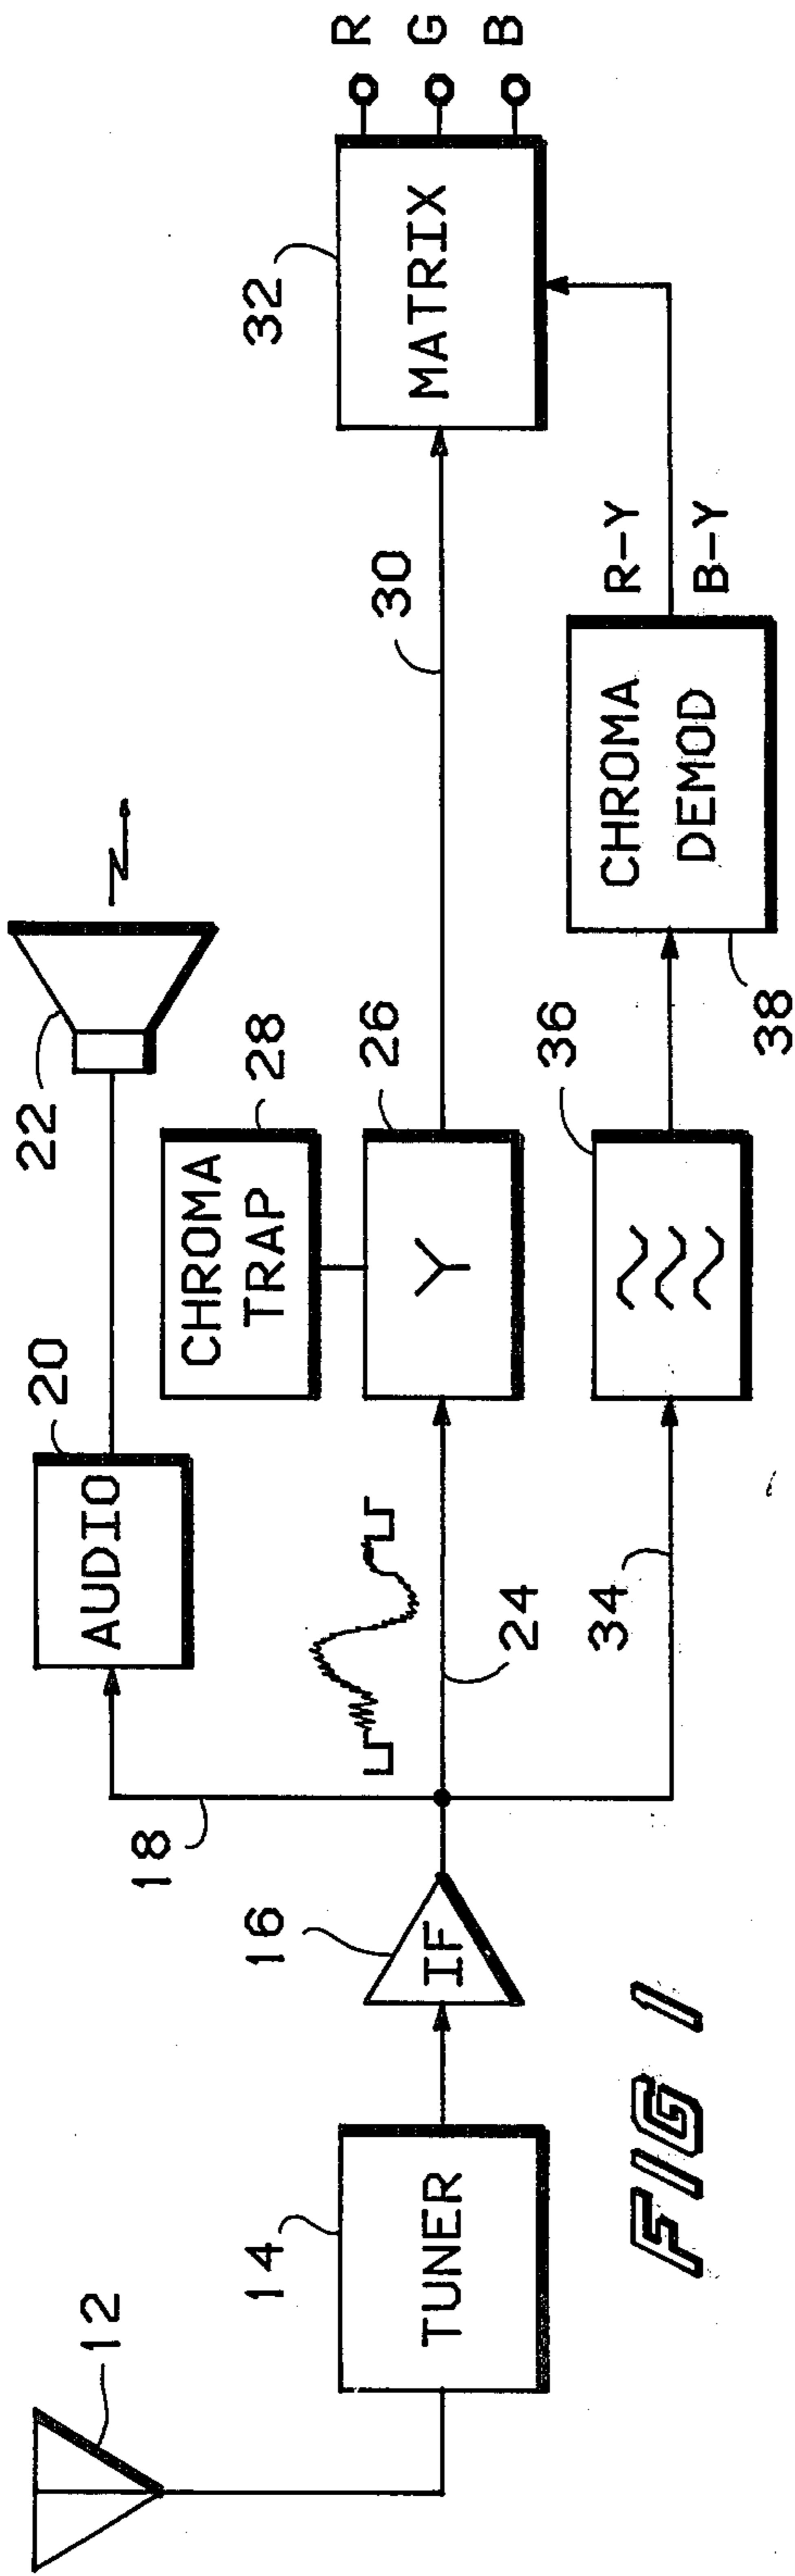 12
14
TUNER
16
IF
18
20
AUDIO
22
24
28
CHROMA
TRAP
26
Y
30
32
MATRIX
R
G
B
34
36
38
CHROMA
DEMOD
R-Y
B-Y
FIG 1